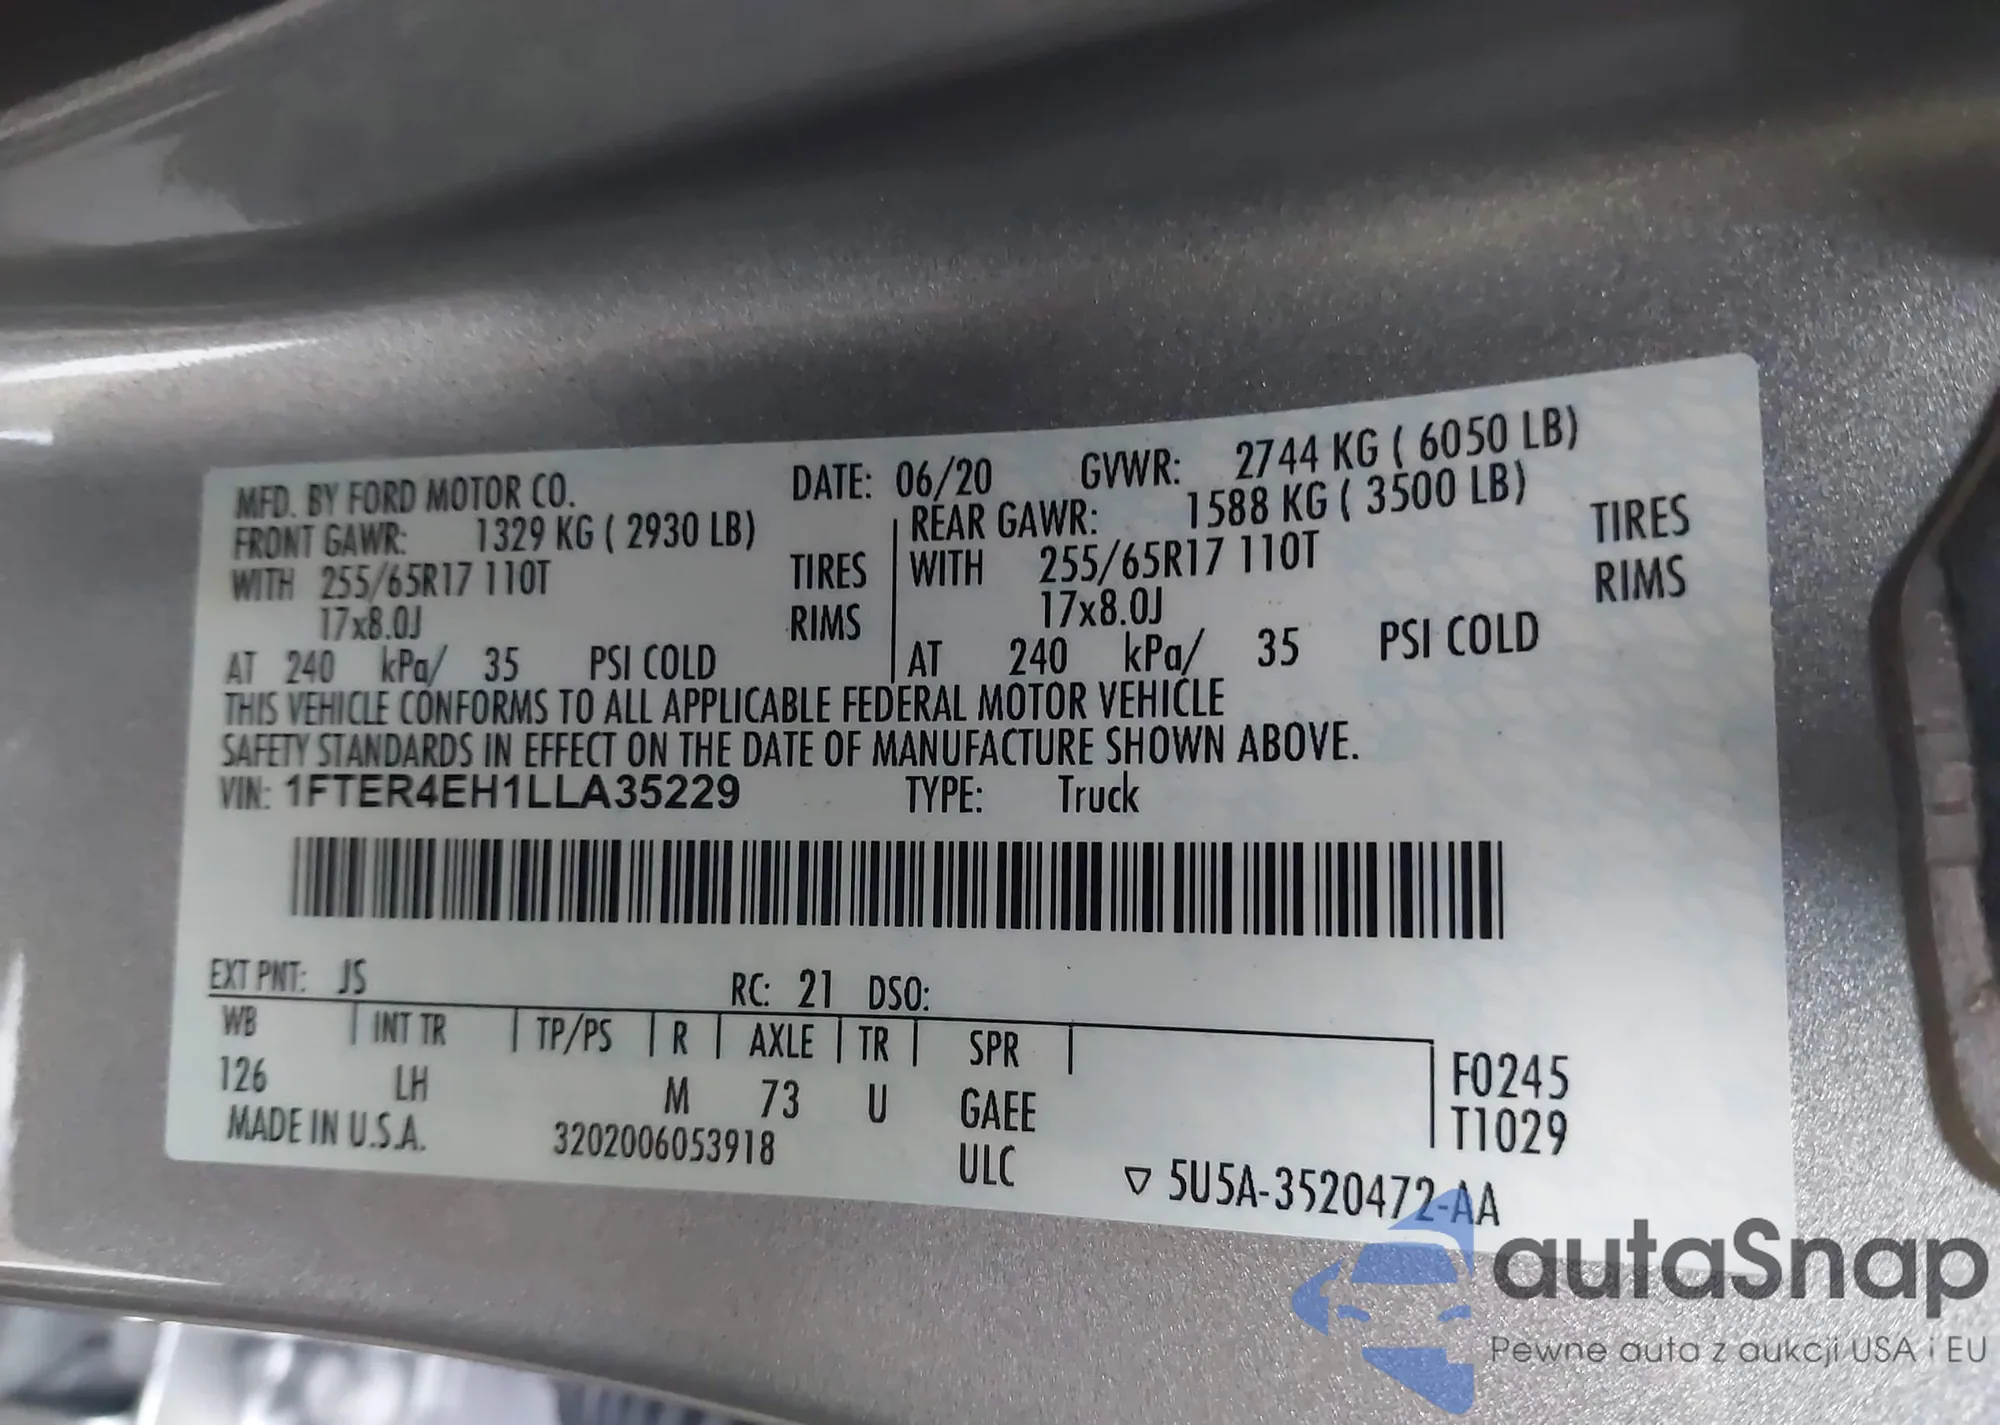 MFD. BY FORD MOTOR CO. DATE: 06/20 GVWR: 2744 KG ( 6050 LB)
FRONT GAWR: 1329 KG ( 2930 LB) REAR GAWR: 1588 KG ( 3500 LB)
WITH 255/65R17 110T TIRES WITH 255/65R17 110T TIRES
17x8.0J RIMS 17x8.0J RIMS
AT 240 kPa/ 35 PSI COLD AT 240 kPa/ 35 PSI COLD
THIS VEHICLE CONFORMS TO ALL APPLICABLE FEDERAL MOTOR VEHICLE
SAFETY STANDARDS IN EFFECT ON THE DATE OF MANUFACTURE SHOWN ABOVE.
VIN: 1FTER4EH1LLA35229 TYPE: Truck
EXT PNT: JS RC: 21 DSO:
WB INT TR TP/PS R AXLE TR SPR
126 LH M 73 U GAEE F0245
T1029
MADE IN U.S.A. 3202006053918 ULC ▽ 5U5A-3520472-AA
autaSnap
Pewne auta z aukcji USA i EU